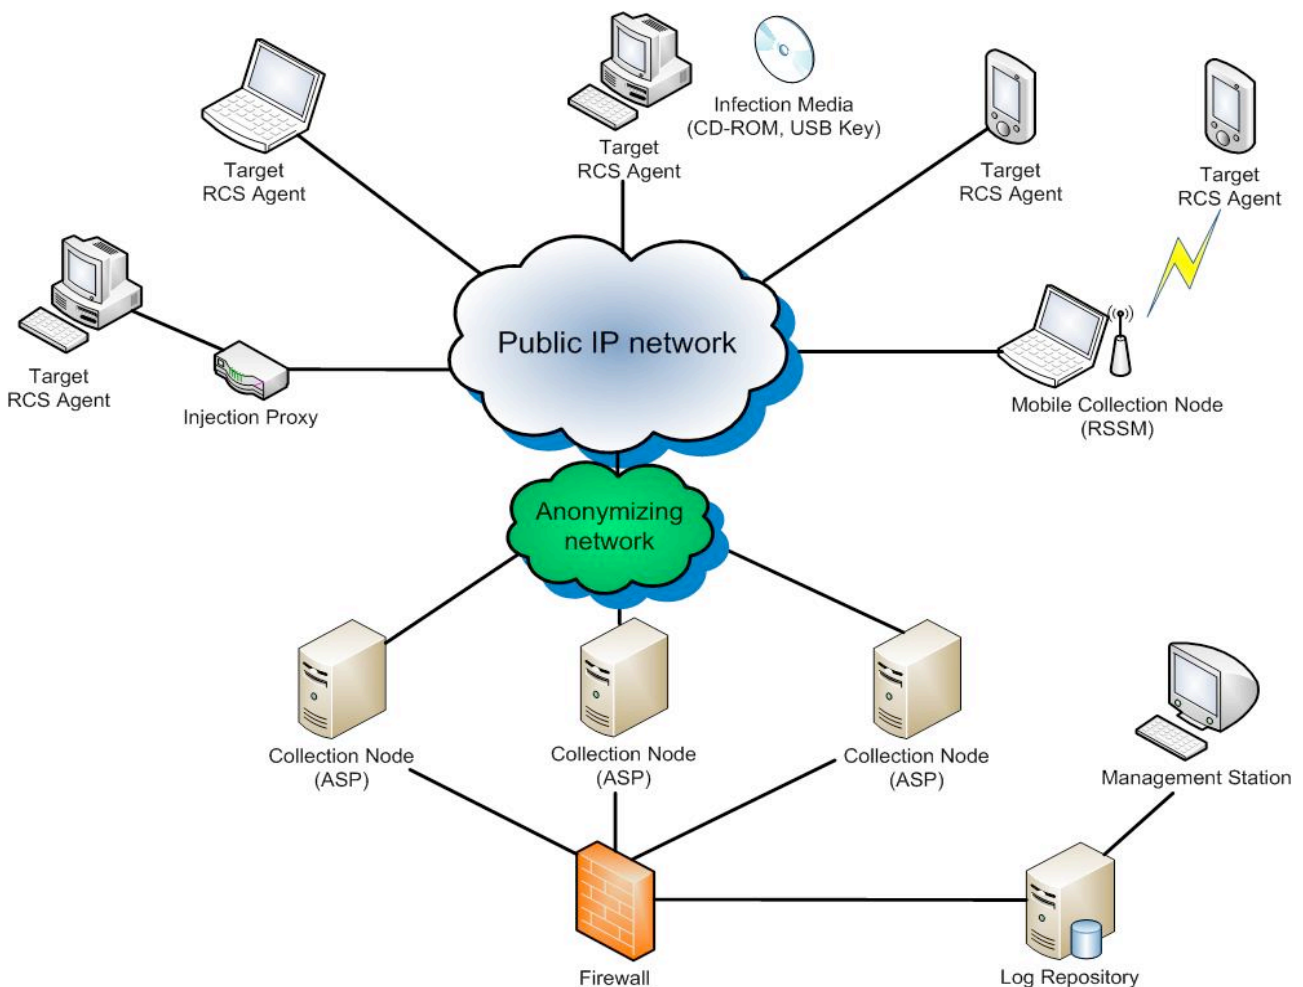 Infection Media
(CD-ROM, USB Key)
Target
RCS Agent
Target
RCS Agent
Target
RCS Agent
Target
RCS Agent
Target
RCS Agent
Injection Proxy
Public IP network
Mobile Collection Node
(RSSM)
Anonymizing
network
Collection Node
(ASP)
Collection Node
(ASP)
Collection Node
(ASP)
Management Station
Firewall
Log Repository